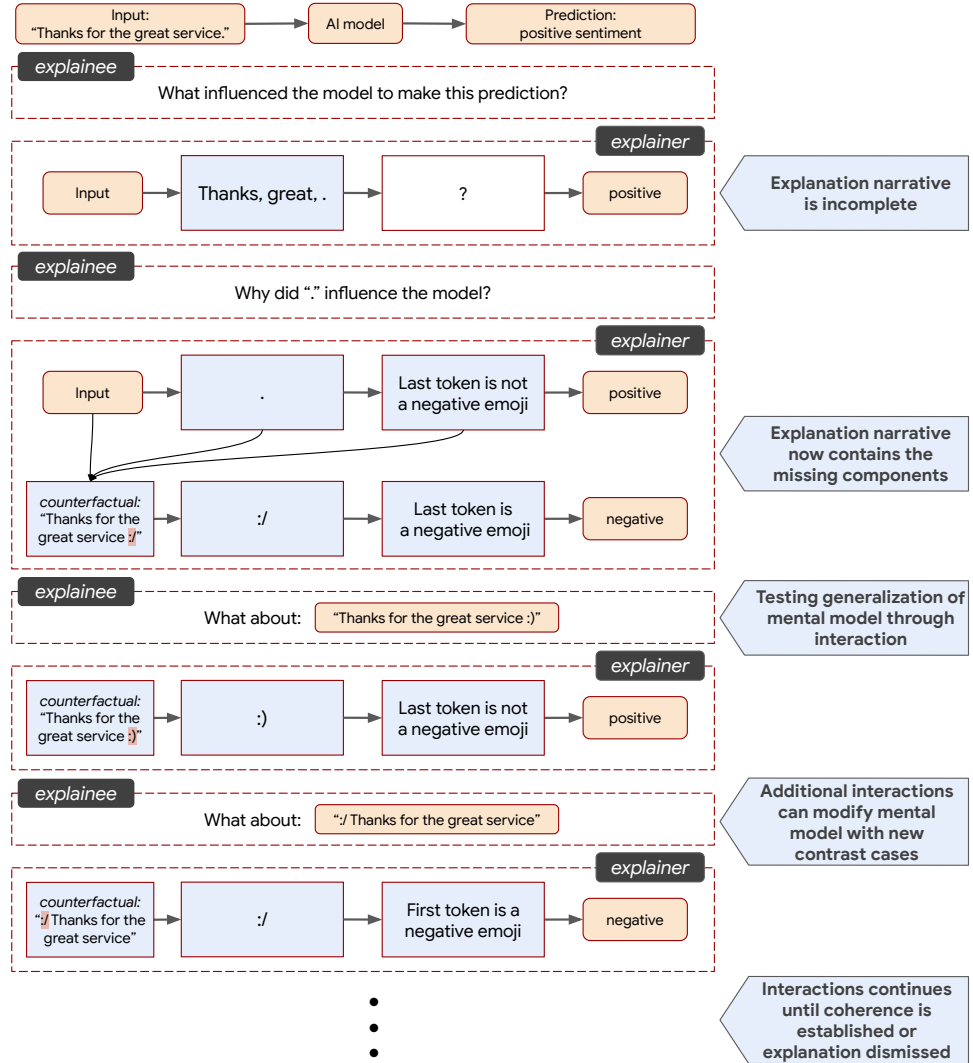 Input:
“Thanks for the great service.”
AI model
Prediction:
positive sentiment
explainee
What influenced the model to make this prediction?
explainer
Input
Thanks, great, .
?
positive
Explanation narrative
is incomplete
explainee
Why did “.” influence the model?
explainer
Input
.
Last token is not
a negative emoji
positive
counterfactual:
“Thanks for the
great service :/”
:/
Last token is
a negative emoji
negative
Explanation narrative
now contains the
missing components
explainee
What about:
“Thanks for the great service :)”
Testing generalization of
mental model through
interaction
explainer
counterfactual:
“Thanks for the
great service :)”
:)
Last token is not
a negative emoji
positive
explainee
What about:
“:/ Thanks for the great service”
Additional interactions
can modify mental
model with new
contrast cases
explainer
counterfactual:
“:/ Thanks for the
great service”
:/
First token is a
negative emoji
negative
Interactions continues
until coherence is
established or
explanation dismissed